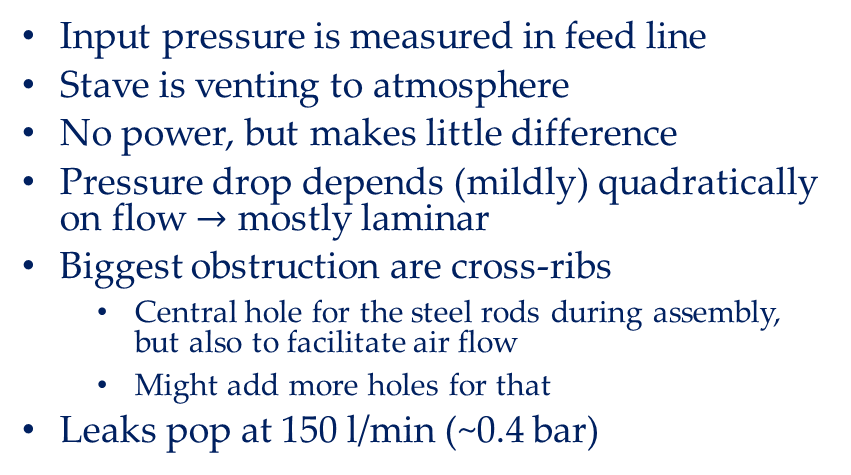 • Input pressure is measured in feed line
• Stave is venting to atmosphere
• No power, but makes little difference
• Pressure drop depends (mildly) quadratically
on flow → mostly laminar
• Biggest obstruction are cross-ribs
• Central hole for the steel rods during assembly,
but also to facilitate air flow
• Might add more holes for that
• Leaks pop at 150 l/min (~0.4 bar)